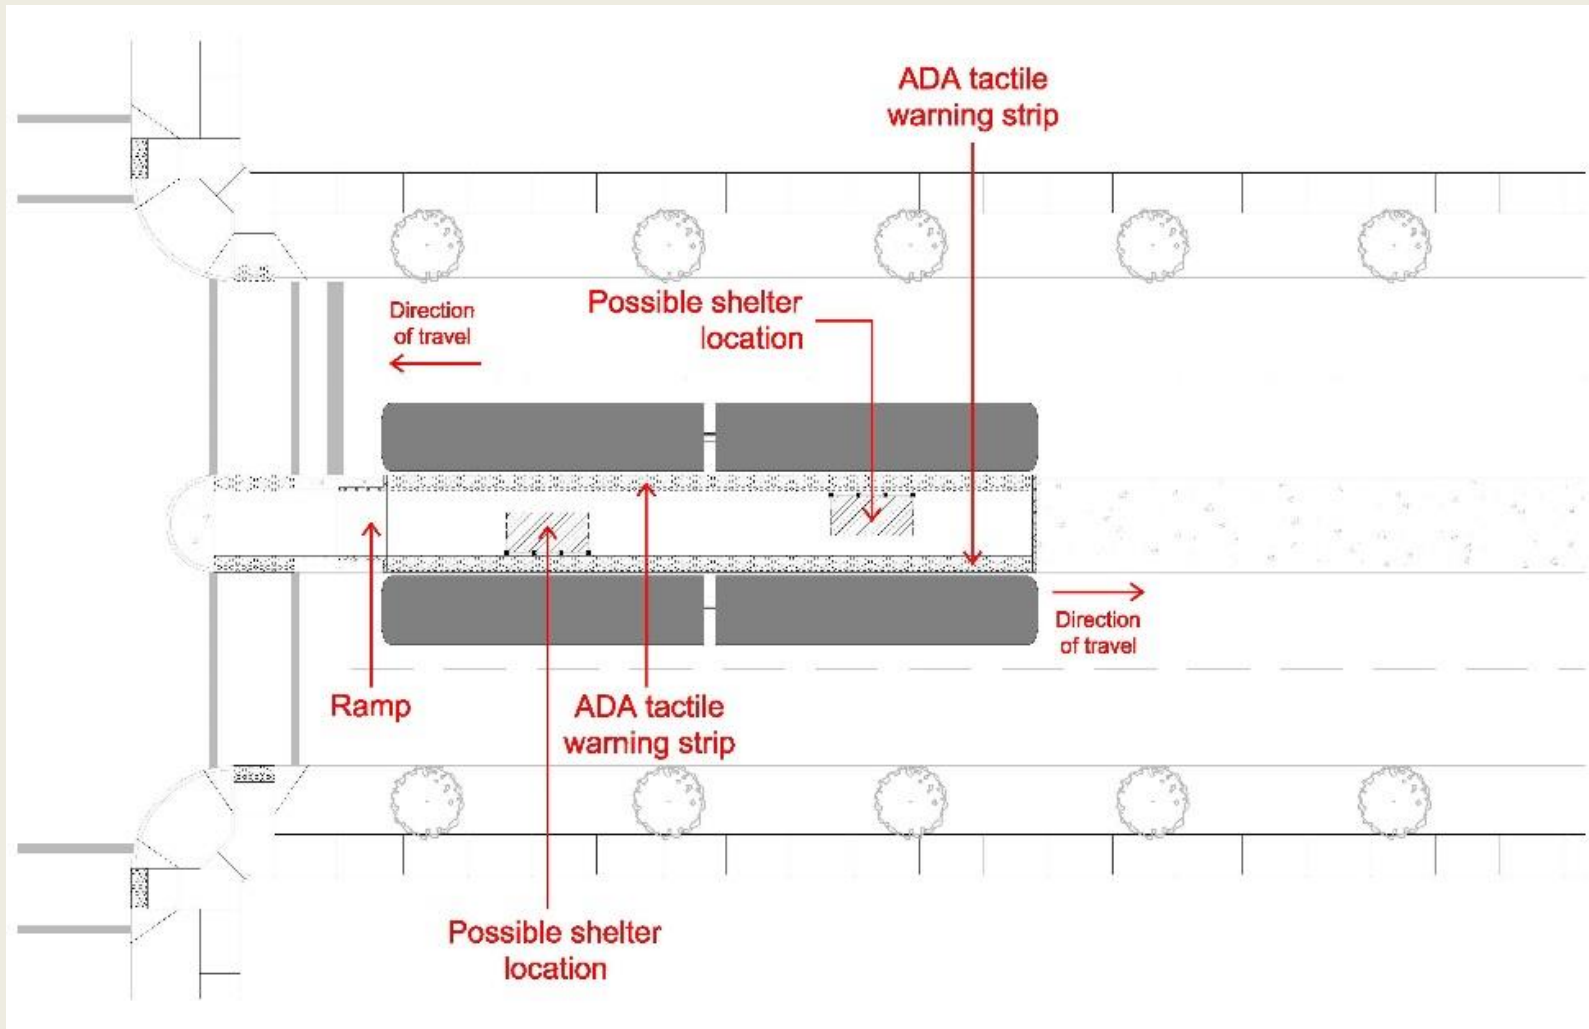 ADA tactile
warning strip
Direction
of travel
Possible shelter
location
Direction
of travel
Ramp
ADA tactile
warning strip
Possible shelter
location